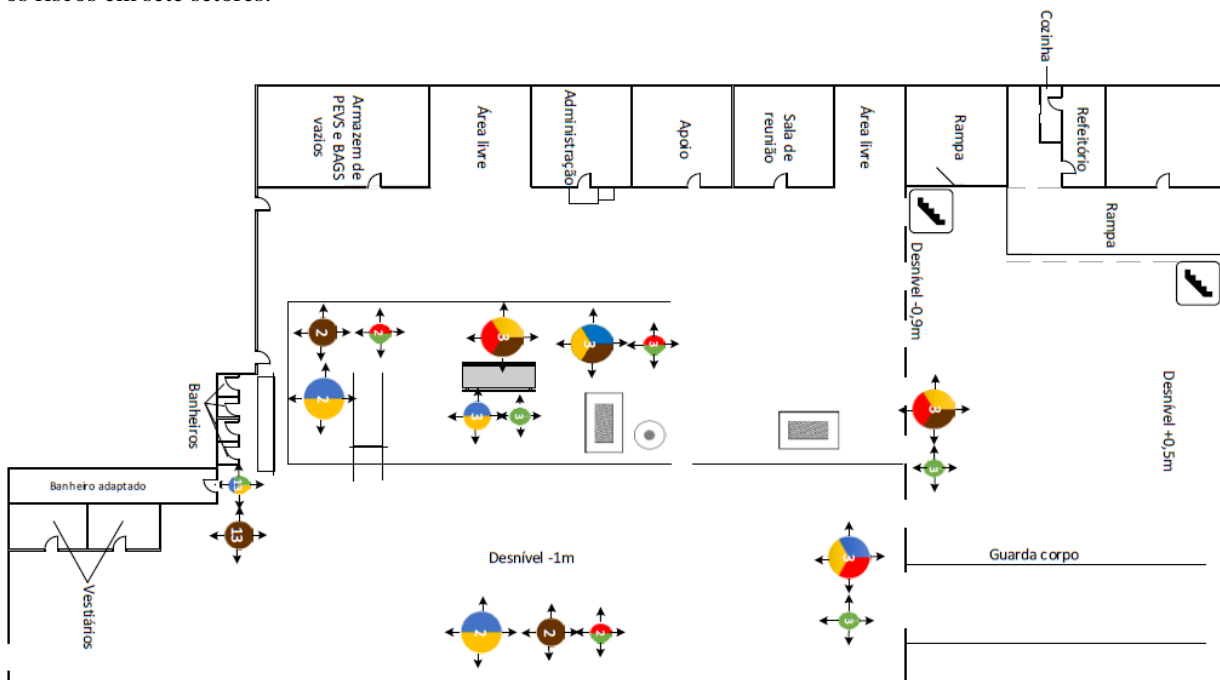 os riscos em sete setores.
Cozinha
Armazem de
PEVS e BAGS
vazios
Área livre
Administração
Apoio
Sala de
reunião
Área livre
Rampa
Refeitório
Rampa
Desnível -0,9m
Desnível +0,5m
2
2
3
3
3
2
3
3
3
3
Banheiros
Banheiro adaptado
13
13
Vestiários
Desnível -1m
3
3
2
2
2
Guarda corpo